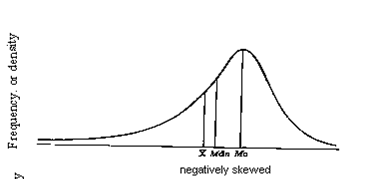 Frequency, or density
X̄ Mdn Mo
negatively skewed
y